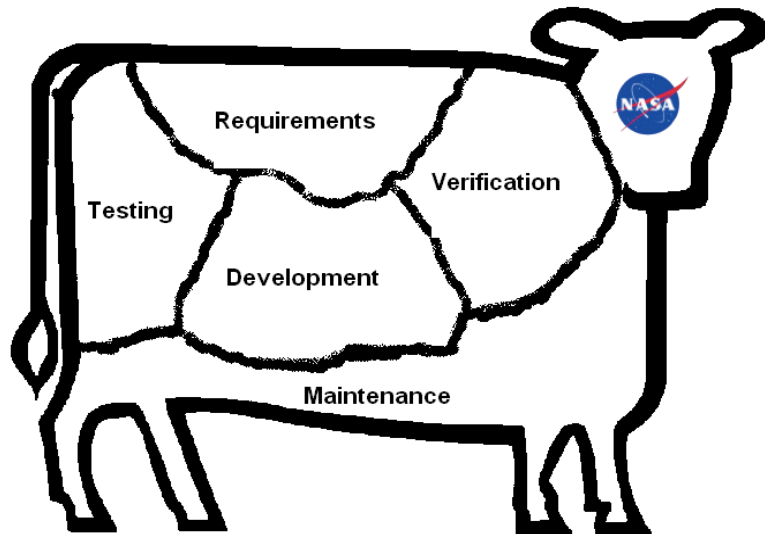 NASA
Requirements
Verification
Testing
Development
Maintenance